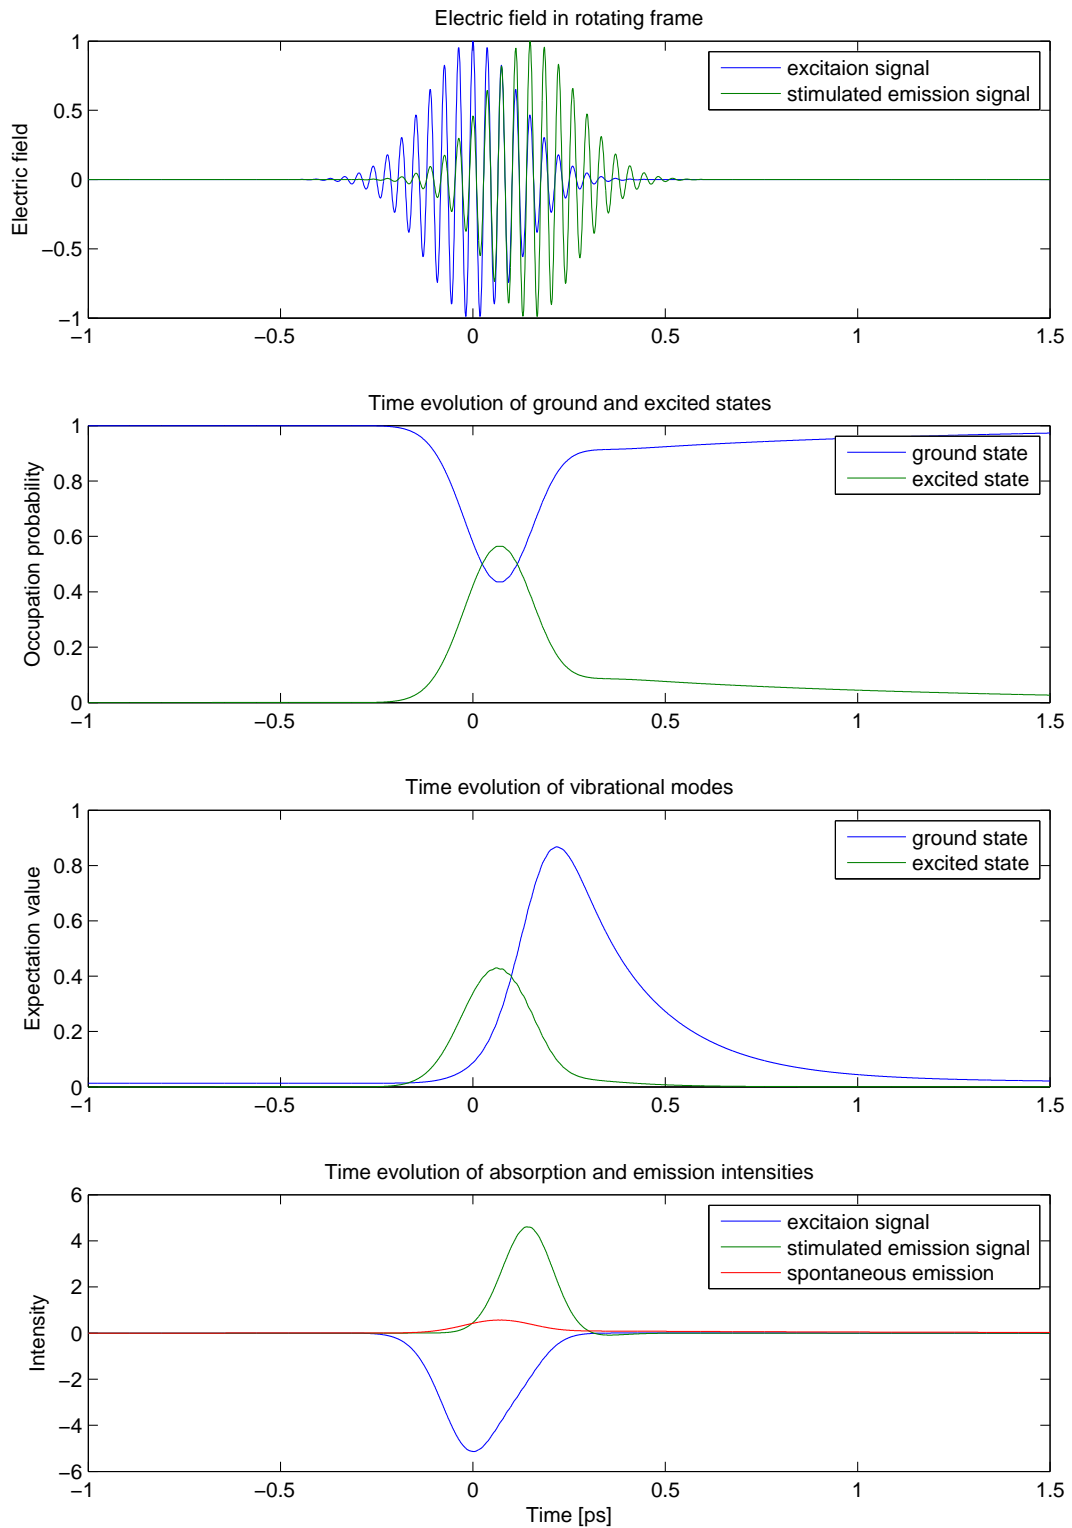 Electric field in rotating frame
1
0.5
0
−0.5
−1
Electric field
excitaion signal
stimulated emission signal
−1 −0.5 0 0.5 1 1.5
Time evolution of ground and excited states
1
0.8
0.6
0.4
0.2
0
Occupation probability
ground state
excited state
−1 −0.5 0 0.5 1 1.5
Time evolution of vibrational modes
1
0.8
0.6
0.4
0.2
0
Expectation value
ground state
excited state
−1 −0.5 0 0.5 1 1.5
Time evolution of absorption and emission intensities
6
4
2
0
−2
−4
−6
Intensity
excitaion signal
stimulated emission signal
spontaneous emission
−1 −0.5 0 0.5 1 1.5
Time [ps]